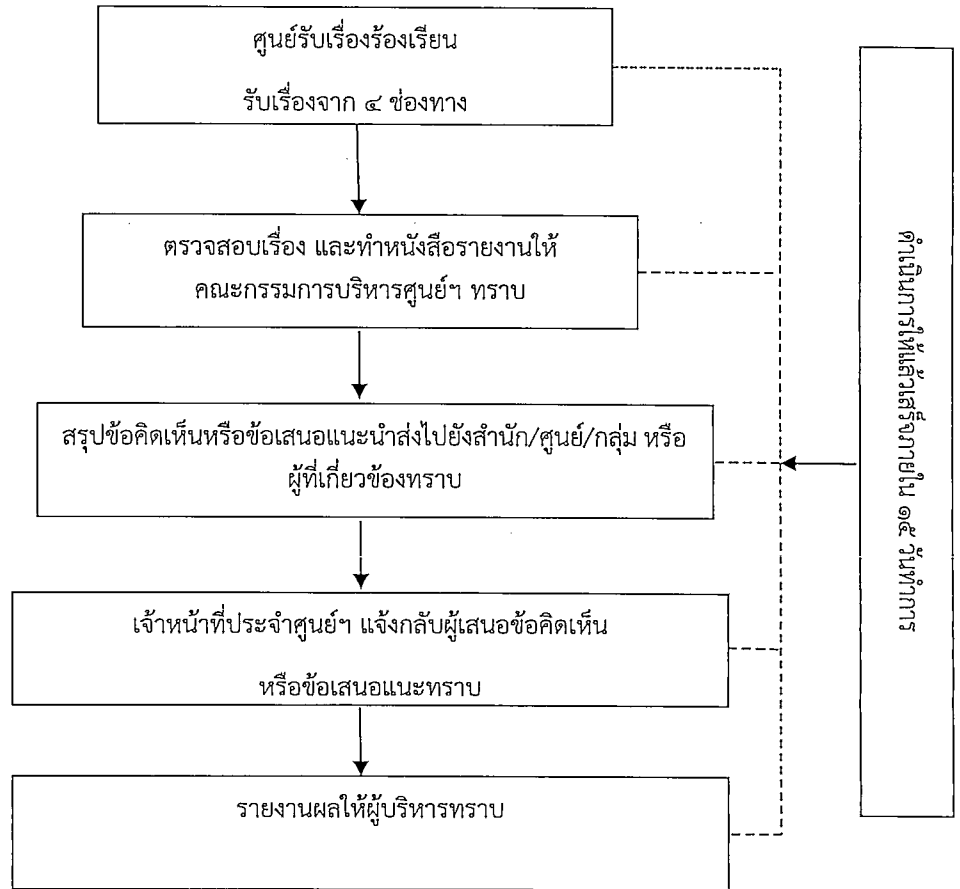 ศูนย์รับเรื่องร้องเรียน
รับเรื่องจาก ๔ ช่องทาง
ตรวจสอบเรื่อง และทำหนังสือรายงานให้
คณะกรรมการบริหารศูนย์ฯ ทราบ
สรุปข้อคิดเห็นหรือข้อเสนอแนะนำส่งไปยังสำนัก/ศูนย์/กลุ่ม หรือ
ผู้ที่เกี่ยวข้องทราบ
เจ้าหน้าที่ประจำศูนย์ฯ แจ้งกลับผู้เสนอข้อคิดเห็น
หรือข้อเสนอแนะทราบ
รายงานผลให้ผู้บริหารทราบ
ดำเนินการให้แล้วเสร็จภายใน ๑๕ วันทำการ